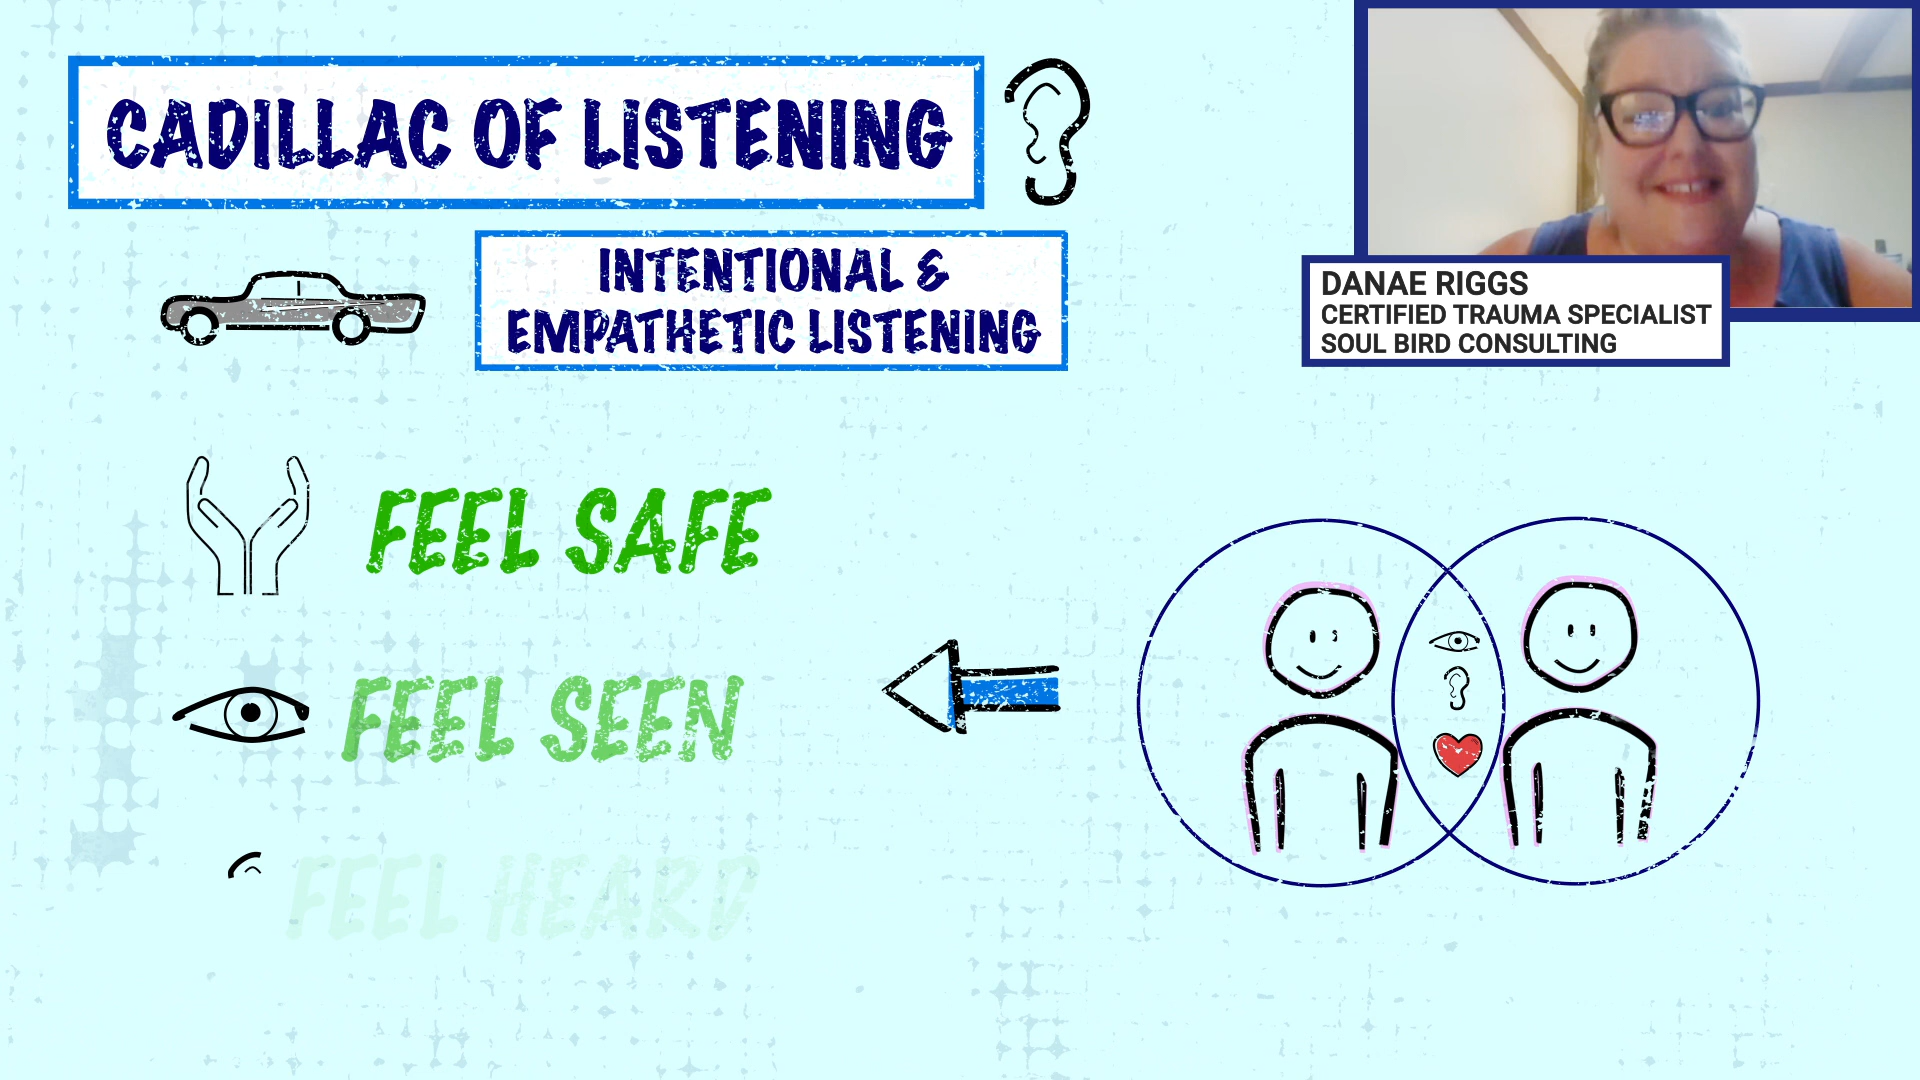 CADILLAC OF LISTENING
INTENTIONAL &
EMPATHETIC LISTENING
DANAE RIGGS
CERTIFIED TRAUMA SPECIALIST
SOUL BIRD CONSULTING
FEEL SAFE
FEEL SEEN
FEEL HEARD